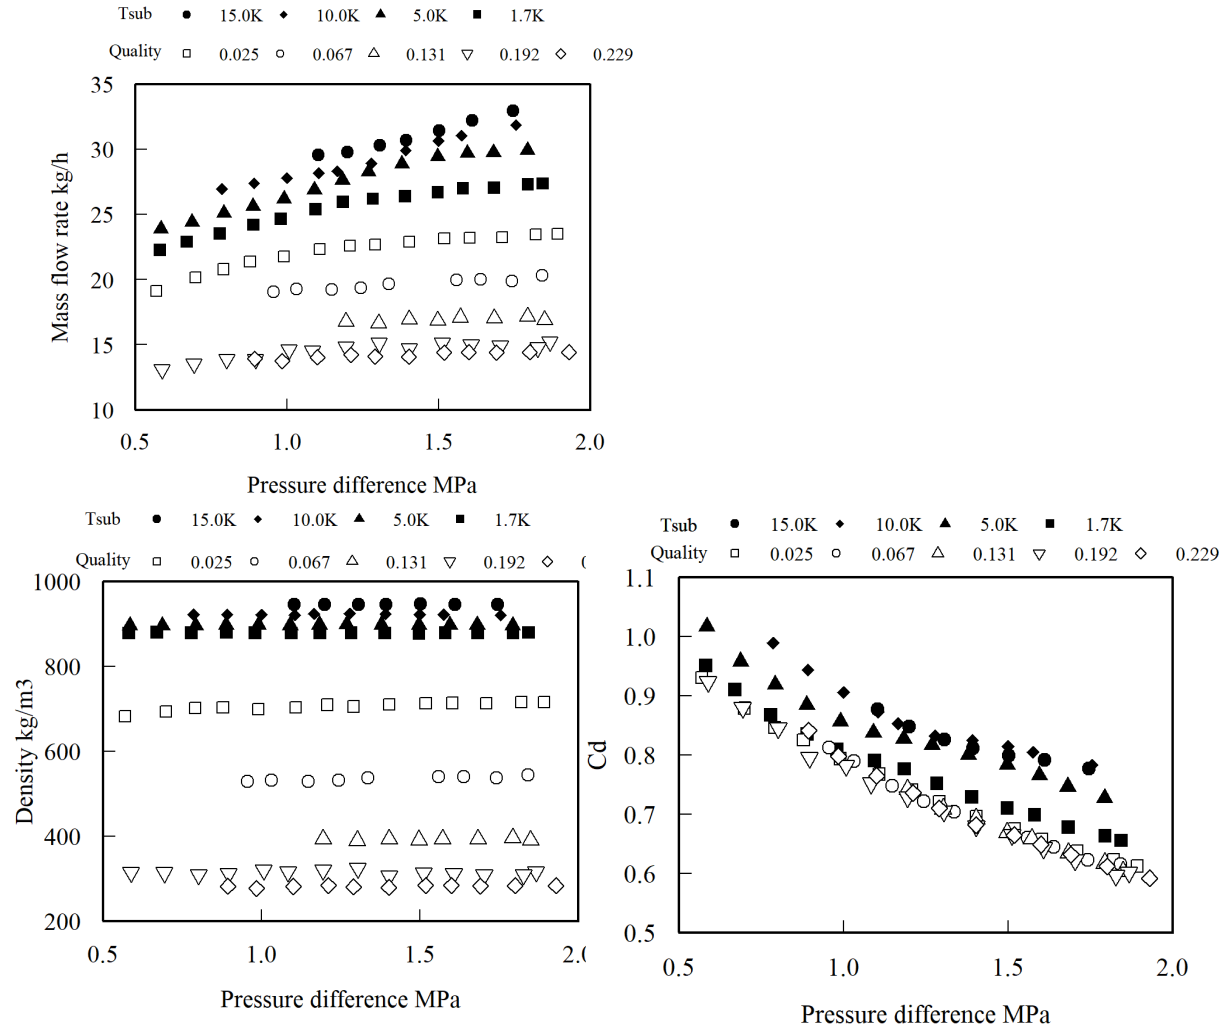 Tsub 15.0K 10.0K 5.0K 1.7K
Quality 0.025 0.067 0.131 0.192 0.229
35
30
25
20
15
10
Mass flow rate kg/h
0.5 1.0 1.5 2.0
Pressure difference MPa
Tsub 15.0K 10.0K 5.0K 1.7K
Quality 0.025 0.067 0.131 0.192
1000
800
600
400
200
Density kg/m3
0.5 1.0 1.5 2.0
Pressure difference MPa
Tsub 15.0K 10.0K 5.0K 1.7K
Quality 0.025 0.067 0.131 0.192 0.229
1.1
1.0
0.9
0.8
0.7
0.6
0.5
Cd
0.5 1.0 1.5 2.0
Pressure difference MPa